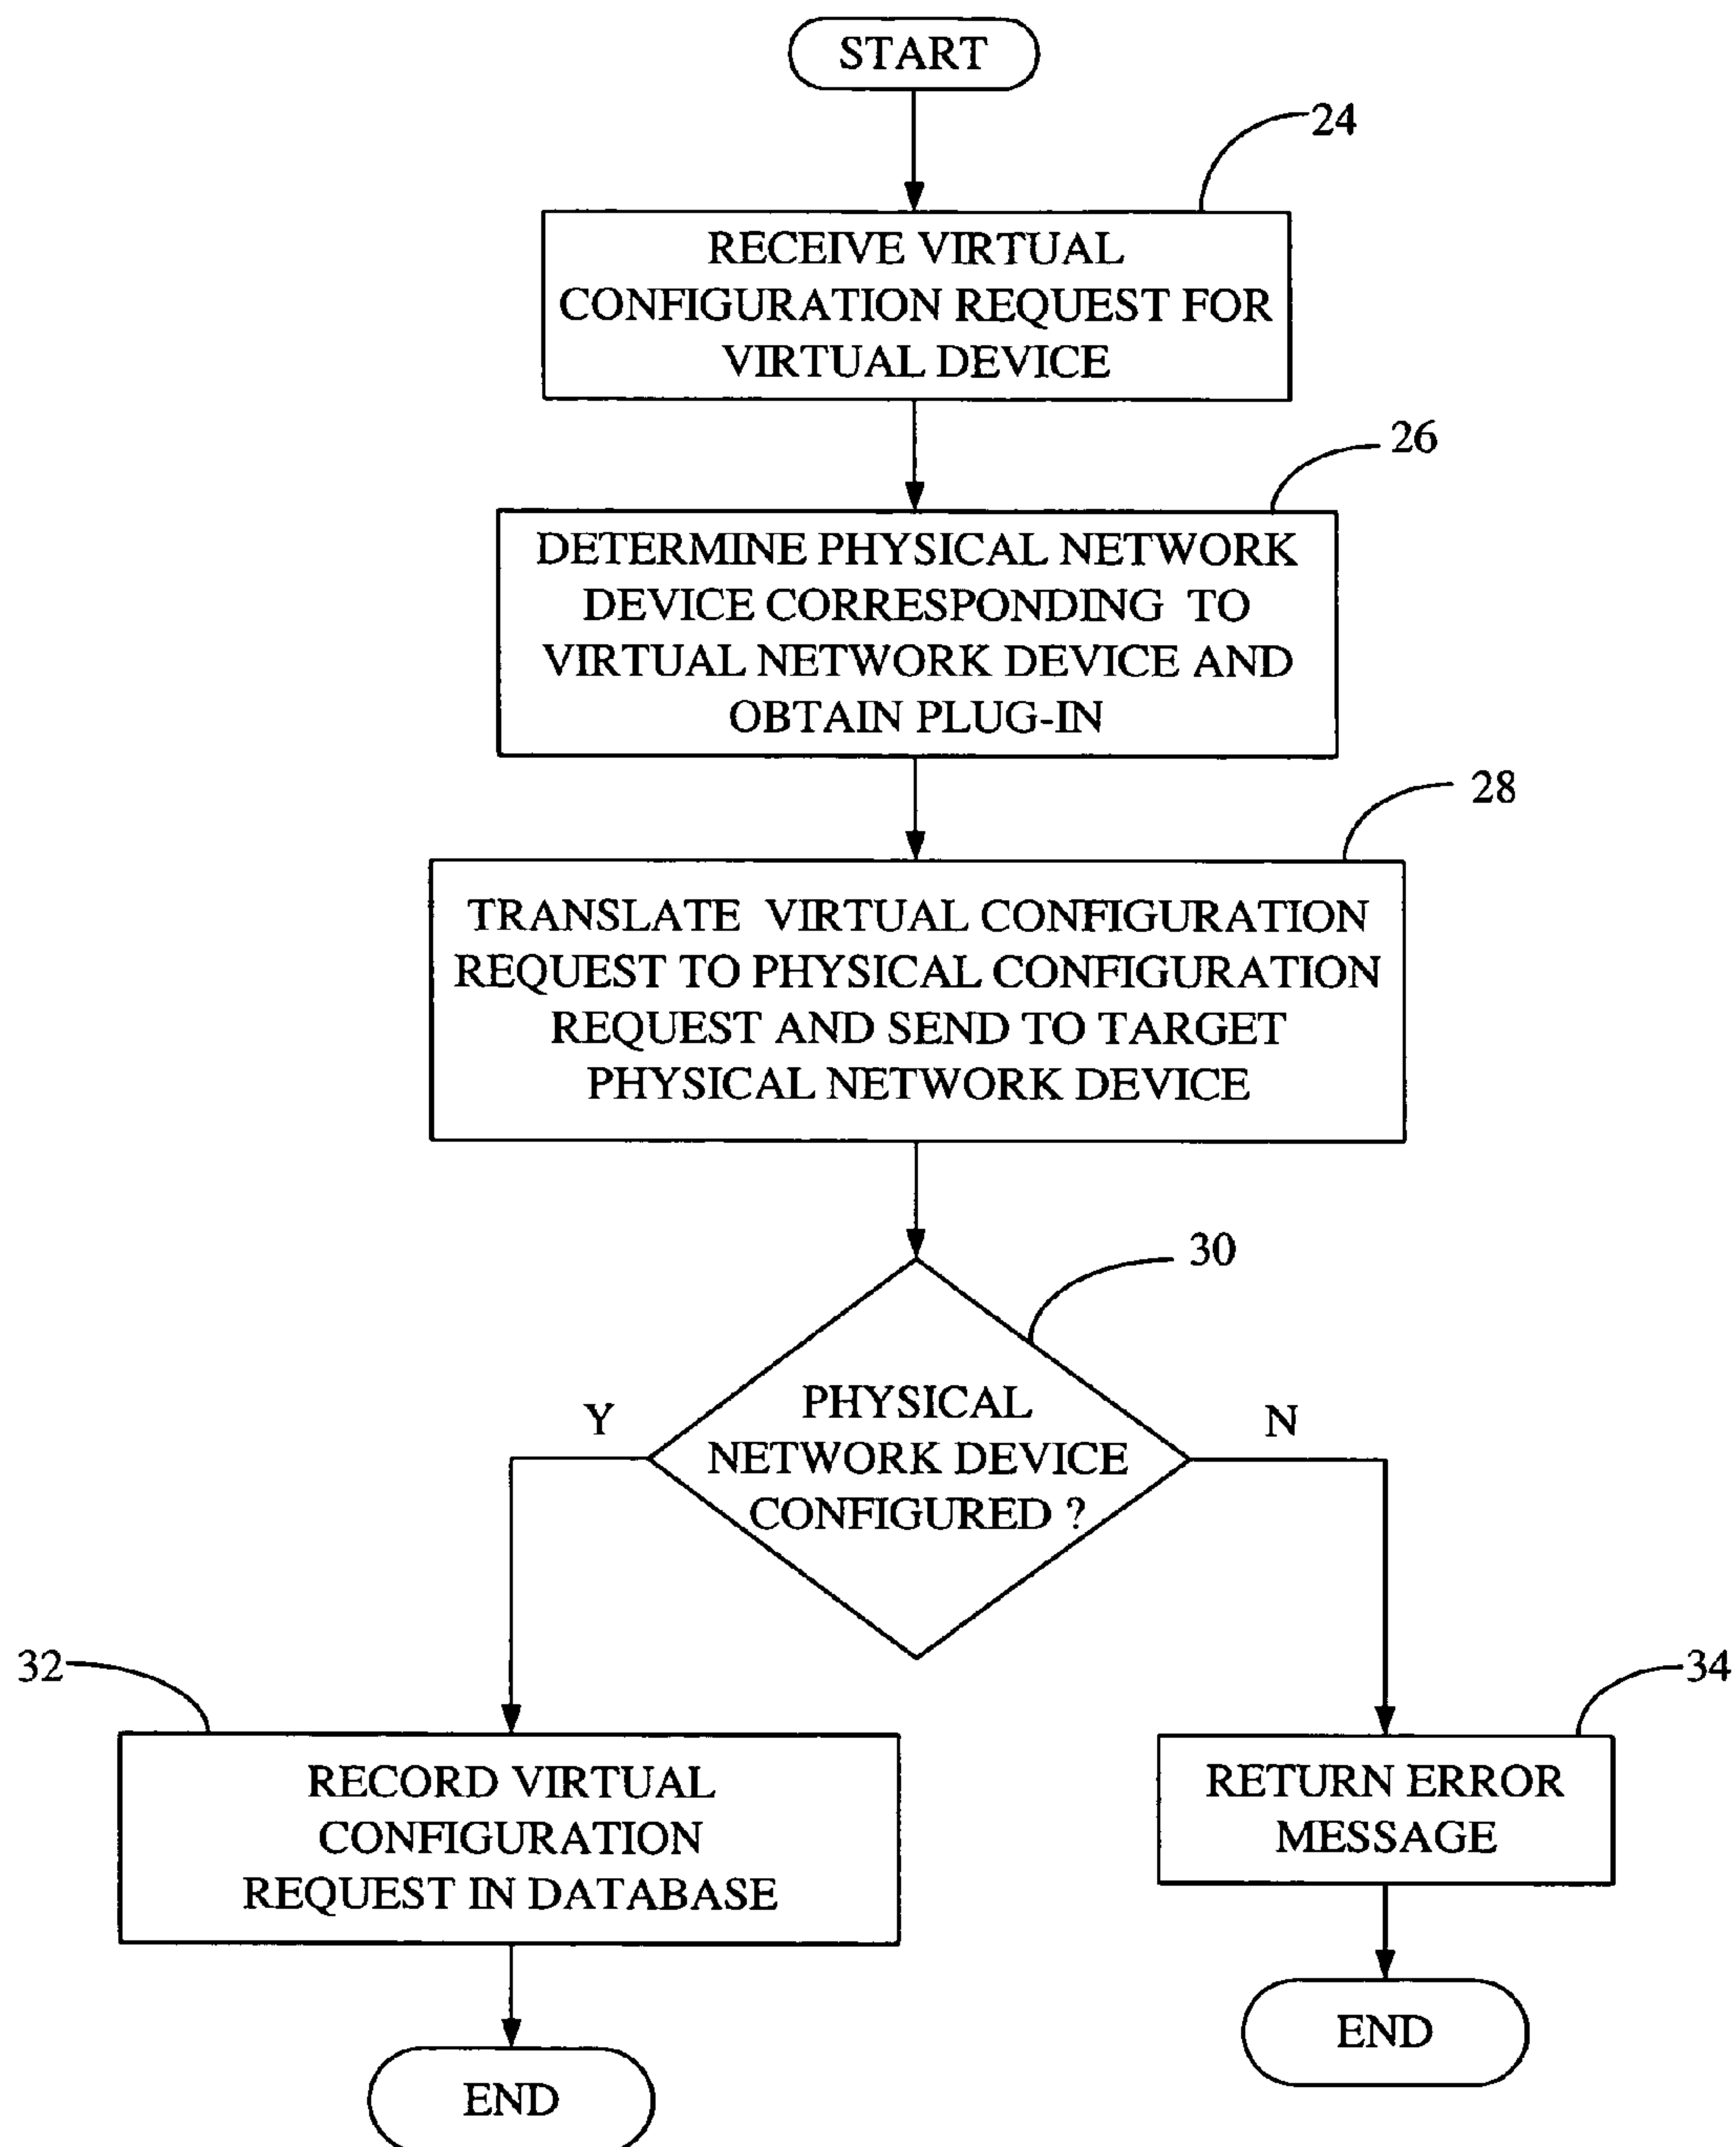 START
24
RECEIVE VIRTUAL
CONFIGURATION REQUEST FOR
VIRTUAL DEVICE
26
DETERMINE PHYSICAL NETWORK
DEVICE CORRESPONDING TO
VIRTUAL NETWORK DEVICE AND
OBTAIN PLUG-IN
28
TRANSLATE VIRTUAL CONFIGURATION
REQUEST TO PHYSICAL CONFIGURATION
REQUEST AND SEND TO TARGET
PHYSICAL NETWORK DEVICE
30
PHYSICAL
NETWORK DEVICE
CONFIGURED ?
Y
N
32
RECORD VIRTUAL
CONFIGURATION
REQUEST IN DATABASE
34
RETURN ERROR
MESSAGE
END
END